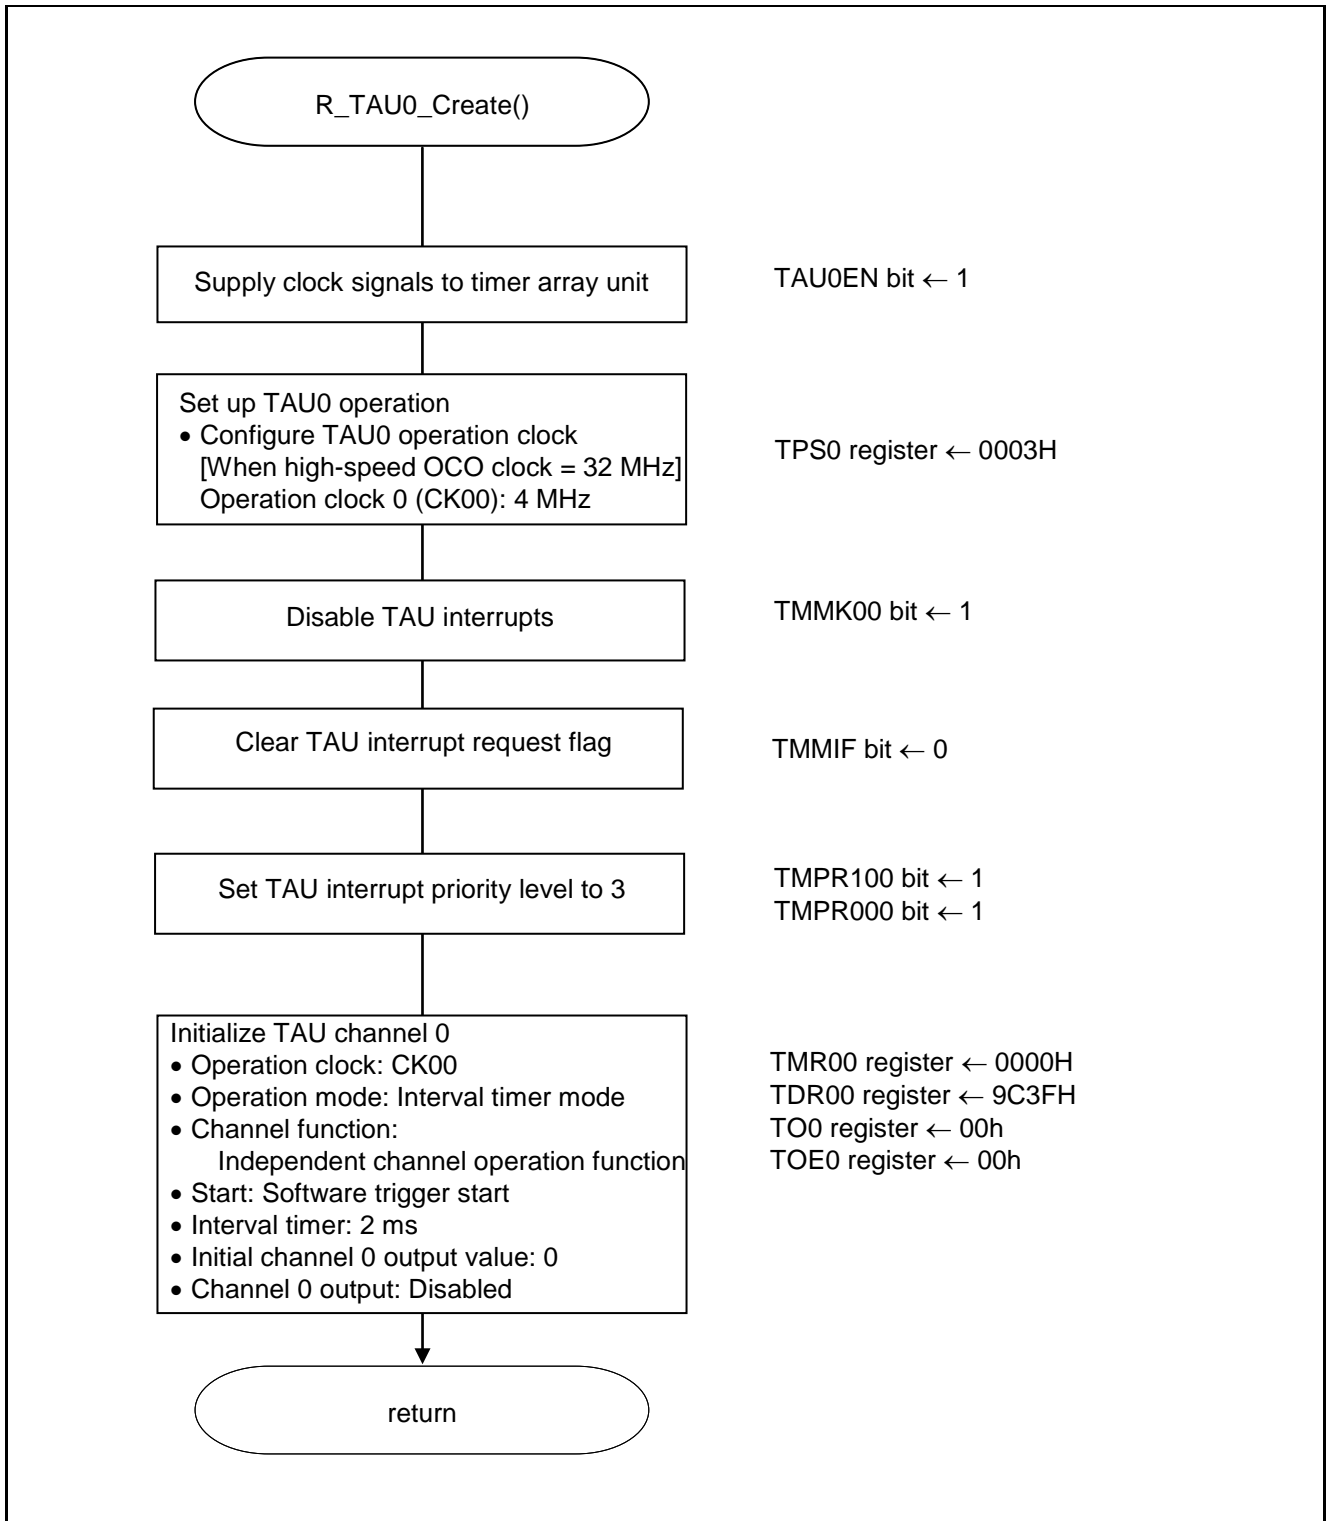 R_TAU0_Create()
Supply clock signals to timer array unit
TAU0EN bit ← 1
Set up TAU0 operation
• Configure TAU0 operation clock
[When high-speed OCO clock = 32 MHz]
Operation clock 0 (CK00): 4 MHz
TPS0 register ← 0003H
Disable TAU interrupts
TMMK00 bit ← 1
Clear TAU interrupt request flag
TMMIF bit ← 0
Set TAU interrupt priority level to 3
TMPR100 bit ← 1
TMPR000 bit ← 1
Initialize TAU channel 0
• Operation clock: CK00
• Operation mode: Interval timer mode
• Channel function:
Independent channel operation function
• Start: Software trigger start
• Interval timer: 2 ms
• Initial channel 0 output value: 0
• Channel 0 output: Disabled
TMR00 register ← 0000H
TDR00 register ← 9C3FH
TO0 register ← 00h
TOE0 register ← 00h
return